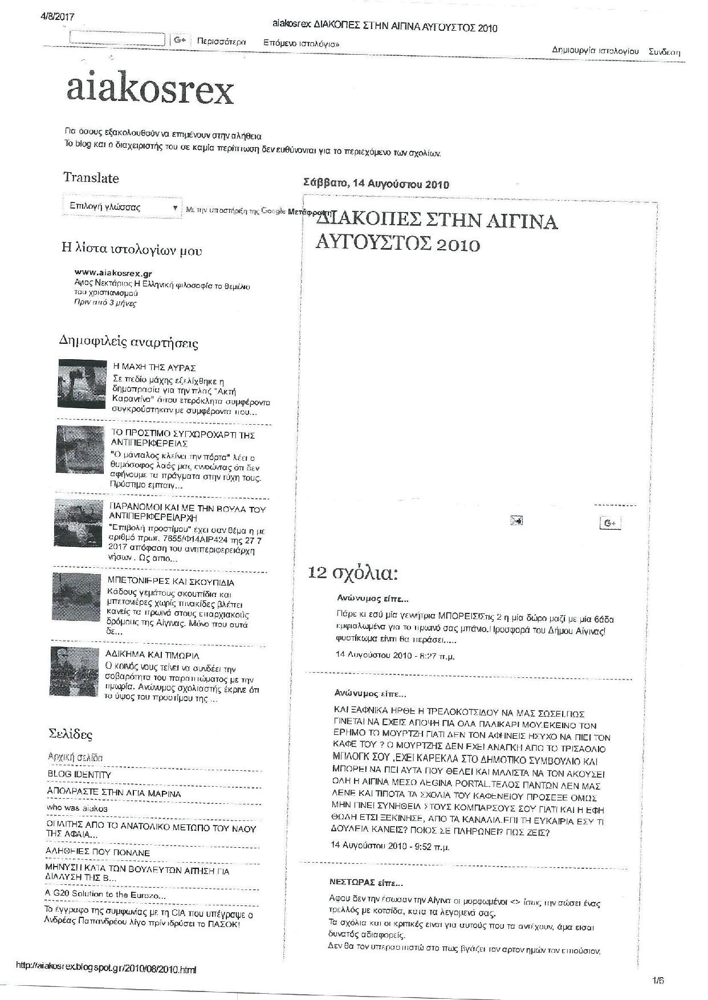 4/8/2017
aiakosrex ΔΙΑΚΟΠΕΣ ΣΤΗΝ ΑΙΓΙΝΑ ΑΥΓΟΥΣΤΟΣ 2010
G+ Περισσότερα Επόμενο ιστολόγιο»
Δημιουργία ιστολογίου Σύνδεση
aiakosrex
Για όσους εξακολουθούν να επιμένουν στην αλήθεια
Το blog και ο διαχειριστής του σε καμία περίπτωση δεν ευθύνονται για το περιεχόμενο των σχολίων.
Translate
Επιλογή γλώσσας ▼ Με την υποστήριξη της Google Μετάφραση
Η λίστα ιστολογίων μου
www.aiakosrex.gr
Αγιος Νεκτάριος Η Ελληνική φιλοσοφία το θεμέλιο
του χριστιανισμού
Πριν από 3 μήνες
Δημοφιλείς αναρτήσεις
Η ΜΑΧΗ ΤΗΣ ΑΥΡΑΣ
Σε πεδίο μάχης εξελίχθηκε η
δημοπρασία για την πλαζ "Ακτή
Καραντίνα" όπου ετερόκλητα συμφέροντα
συγκρούστηκαν με συμφέροντα που...
ΤΟ ΠΡΟΣΤΙΜΟ ΣΥΓΧΩΡΟΧΑΡΤΙ ΤΗΣ
ΑΝΤΙΠΕΡΙΦΕΡΕΙΑΣ
"Ο μάνταλος κλείνει την πόρτα" λέει ο
θυμόσοφος λαός μας, εννοώντας ότι δεν
αφήνουμε τα πράγματα στην τύχη τους.
Πρόστιμο εμπαιγ...
ΠΑΡΑΝΟΜΟΙ ΚΑΙ ΜΕ ΤΗΝ ΒΟΥΛΑ ΤΟΥ
ΑΝΤΙΠΕΡΙΦΕΡΕΙΑΡΧΗ
"Επιβολή προστίμου" έχει σαν θέμα η με
αριθμό πρωτ. 7655/Φ14ΑΙΡ424 της 27 7
2017 απόφαση του αντιπεριφερειάρχη
νήσων . Ως αιτιο...
ΜΠΕΤΟΝΙΕΡΕΣ ΚΑΙ ΣΚΟΥΠΙΔΙΑ
Κάδους γεμάτους σκουπίδια και
μπετονιέρες χωρίς πινακίδες βλέπει
κανείς τα πρωινά στους επαρχιακούς
δρόμους της Αίγινας. Μόνο που αυτά
δε...
ΑΔΙΚΗΜΑ ΚΑΙ ΤΙΜΩΡΙΑ
Ο κοινός νους τείνει να συνδέει την
σοβαρότητα του παραπτώματος με την
τιμωρία. Ανώνυμος σχολιαστής έκρινε ότι
το ύψος του προστίμου της ...
Σελίδες
Αρχική σελίδα
BLOG IDENTITY
ΑΠΟΔΡΑΣΤΕ ΣΤΗΝ ΑΓΙΑ ΜΑΡΙΝΑ
who was aiakos
ΟΠΛΙΤΗΣ ΑΠΟ ΤΟ ΑΝΑΤΟΛΙΚΟ ΜΕΤΩΠΟ ΤΟΥ ΝΑΟΥ
ΤΗΣ ΑΦΑΙΑ...
ΑΛΗΘΕΙΕΣ ΠΟΥ ΠΟΝΑΝΕ
ΜΗΝΥΣΗ ΚΑΤΑ ΤΩΝ ΒΟΥΛΕΥΤΩΝ ΑΙΤΗΣΗ ΓΙΑ
ΔΙΑΛΥΣΗ ΤΗΣ Β...
A G20 Solution to the Eurozo...
Το έγγραφο της συμφωνίας με τη CIA που υπέγραψε ο
Ανδρέας Παπανδρέου λίγο πρίν ιδρύσει το ΠΑΣΟΚ!
Σάββατο, 14 Αυγούστου 2010
ΔΙΑΚΟΠΕΣ ΣΤΗΝ ΑΙΓΙΝΑ
ΑΥΓΟΥΣΤΟΣ 2010
G+
12 σχόλια:
Ανώνυμος είπε...
Πάρε κι εσύ μία γεννήτρια ΜΠΟΡΕΙΣ!Στις 2 η μία δώρο μαζί με μία 6άδα
εμφιαλωμένα για το πρωινό σας μπάνιο.Προσφορά του Δήμου Αίγινας!
φυστίκωμα είναι θα περάσει.....
14 Αυγούστου 2010 - 8:27 π.μ.
Ανώνυμος είπε...
ΚΑΙ ΞΑΦΝΙΚΑ ΗΡΘΕ Η ΤΡΕΛΟΚΟΤΣΙΔΟΥ ΝΑ ΜΑΣ ΣΩΣΕΙ.ΠΩΣ
ΓΙΝΕΤΑΙ ΝΑ ΕΧΕΙΣ ΑΠΟΨΗ ΓΙΑ ΟΛΑ ΠΑΛΙΚΑΡΙ ΜΟΥ.ΕΚΕΙΝΟ ΤΟΝ
ΕΡΗΜΟ ΤΟ ΜΟΥΡΤΖΗ ΓΙΑΤΙ ΔΕΝ ΤΟΝ ΑΦΗΝΕΙΣ ΗΣΥΧΟ ΝΑ ΠΙΕΙ ΤΟΝ
ΚΑΦΕ ΤΟΥ ? Ο ΜΟΥΡΤΖΗΣ ΔΕΝ ΕΧΕΙ ΑΝΑΓΚΗ ΑΠΟ ΤΟ ΤΡΙΣΑΘΛΙΟ
ΜΠΛΟΓΚ ΣΟΥ ,ΕΧΕΙ ΚΑΡΕΚΛΑ ΣΤΟ ΔΗΜΟΤΙΚΟ ΣΥΜΒΟΥΛΙΟ ΚΑΙ
ΜΠΟΡΕΙ ΝΑ ΠΕΙ ΑΥΤΑ ΠΟΥ ΘΕΛΕΙ ΚΑΙ ΜΑΛΙΣΤΑ ΝΑ ΤΟΝ ΑΚΟΥΣΕΙ
ΟΛΗ Η ΑΙΓΙΝΑ ΜΕΣΩ AEGINA PORTAL.ΤΕΛΟΣ ΠΑΝΤΩΝ ΔΕΝ ΜΑΣ
ΛΕΝΕ ΚΑΙ ΤΙΠΟΤΑ ΤΑ ΣΧΟΛΙΑ ΤΟΥ ΚΑΦΕΝΕΙΟΥ ΠΡΟΣΕΞΕ ΟΜΩΣ
ΜΗΝ ΓΙΝΕΙ ΣΥΝΗΘΕΙΑ ΣΤΟΥΣ ΚΟΜΠΑΡΣΟΥΣ ΣΟΥ ΓΙΑΤΙ ΚΑΙ Η ΕΦΗ
ΘΩΔΗ ΕΤΣΙ ΞΕΚΙΝΗΣΕ, ΑΠΟ ΤΑ ΚΑΝΑΛΙΑ.ΕΠΙ ΤΗ ΕΥΚΑΙΡΙΑ ΕΣΥ ΤΙ
ΔΟΥΛΕΙΑ ΚΑΝΕΙΣ? ΠΟΙΟΣ ΣΕ ΠΛΗΡΩΝΕΙ? ΠΩΣ ΖΕΙΣ?
14 Αυγούστου 2010 - 9:52 π.μ.
ΝΕΣΤΩΡΑΣ είπε...
Αφου δεν την έσωσαν την Αίγινα οι μορφωμένοι <> ίσως την σώσει ένας
τρελλός με κοτσίδα, κατα τα λεγομενά σας.
Τα σχόλια και οι κριτικές ειναι για αυτούς που τα αντέχουν, άμα εισαι
δυνατός αδιαφορείς.
Δεν θα τον υπερασπιστώ στο πως βγάζει τον αρτον ημών τον επιούσιον,
http://aiakosrex.blogspot.gr/2010/08/2010.html
1/6